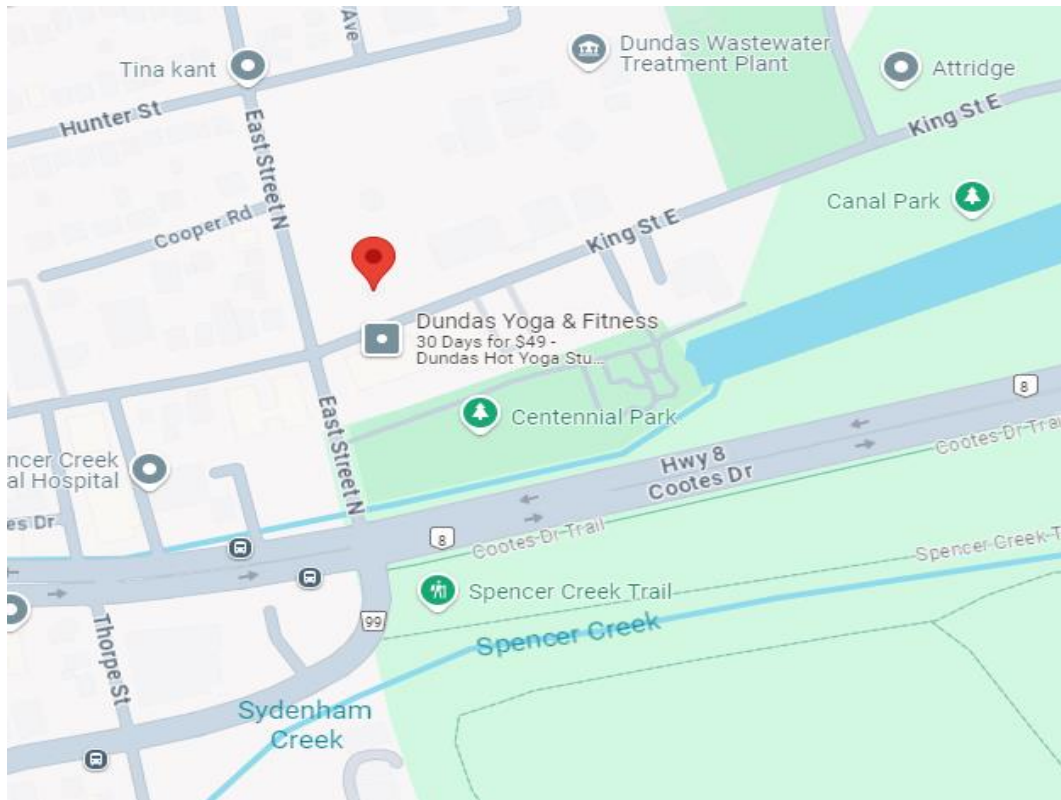 Ave
Tina kant
Dundas Wastewater
Treatment Plant
Attridge
Hunter St
King St E
East Street N
Canal Park
Cooper Rd
King St E
Dundas Yoga & Fitness
30 Days for $49 -
Dundas Hot Yoga Stu...
8
East Street N
Centennial Park
Cootes Dr Trai
ncer Creek
al Hospital
Hwy 8
Cootes Dr
es Dr
8
Cootes Dr Trail
Spencer Creek T
Spencer Creek Trail
99
Spencer Creek
Thorpe St
Sydenham
Creek